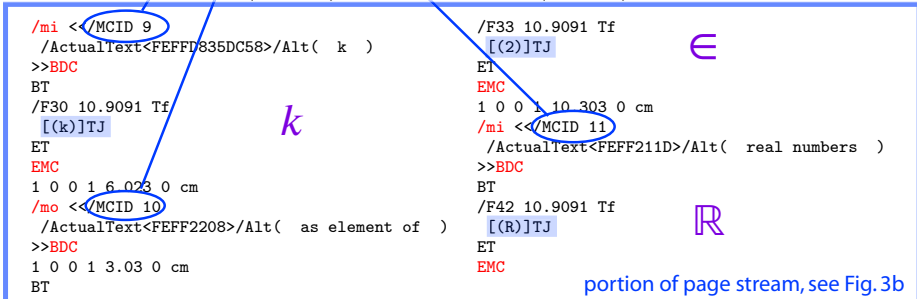 /mi <</MCID 9
/ActualText<FEFFD835DC58>/Alt( k )
>>BDC
BT
/F30 10.9091 Tf
[(k)]TJ
k
ET
EMC
1 0 0 1 6.023 0 cm
/mo <</MCID 10
/ActualText<FEFF2208>/Alt( as element of )
>>BDC
1 0 0 1 3.03 0 cm
BT
/F33 10.9091 Tf
[(2)]TJ
∈
ET
EMC
1 0 0 1 10.303 0 cm
/mi <</MCID 11
/ActualText<FEFF211D>/Alt( real numbers )
>>BDC
BT
/F42 10.9091 Tf
[(R)]TJ
ℝ
ET
EMC
portion of page stream, see Fig. 3b